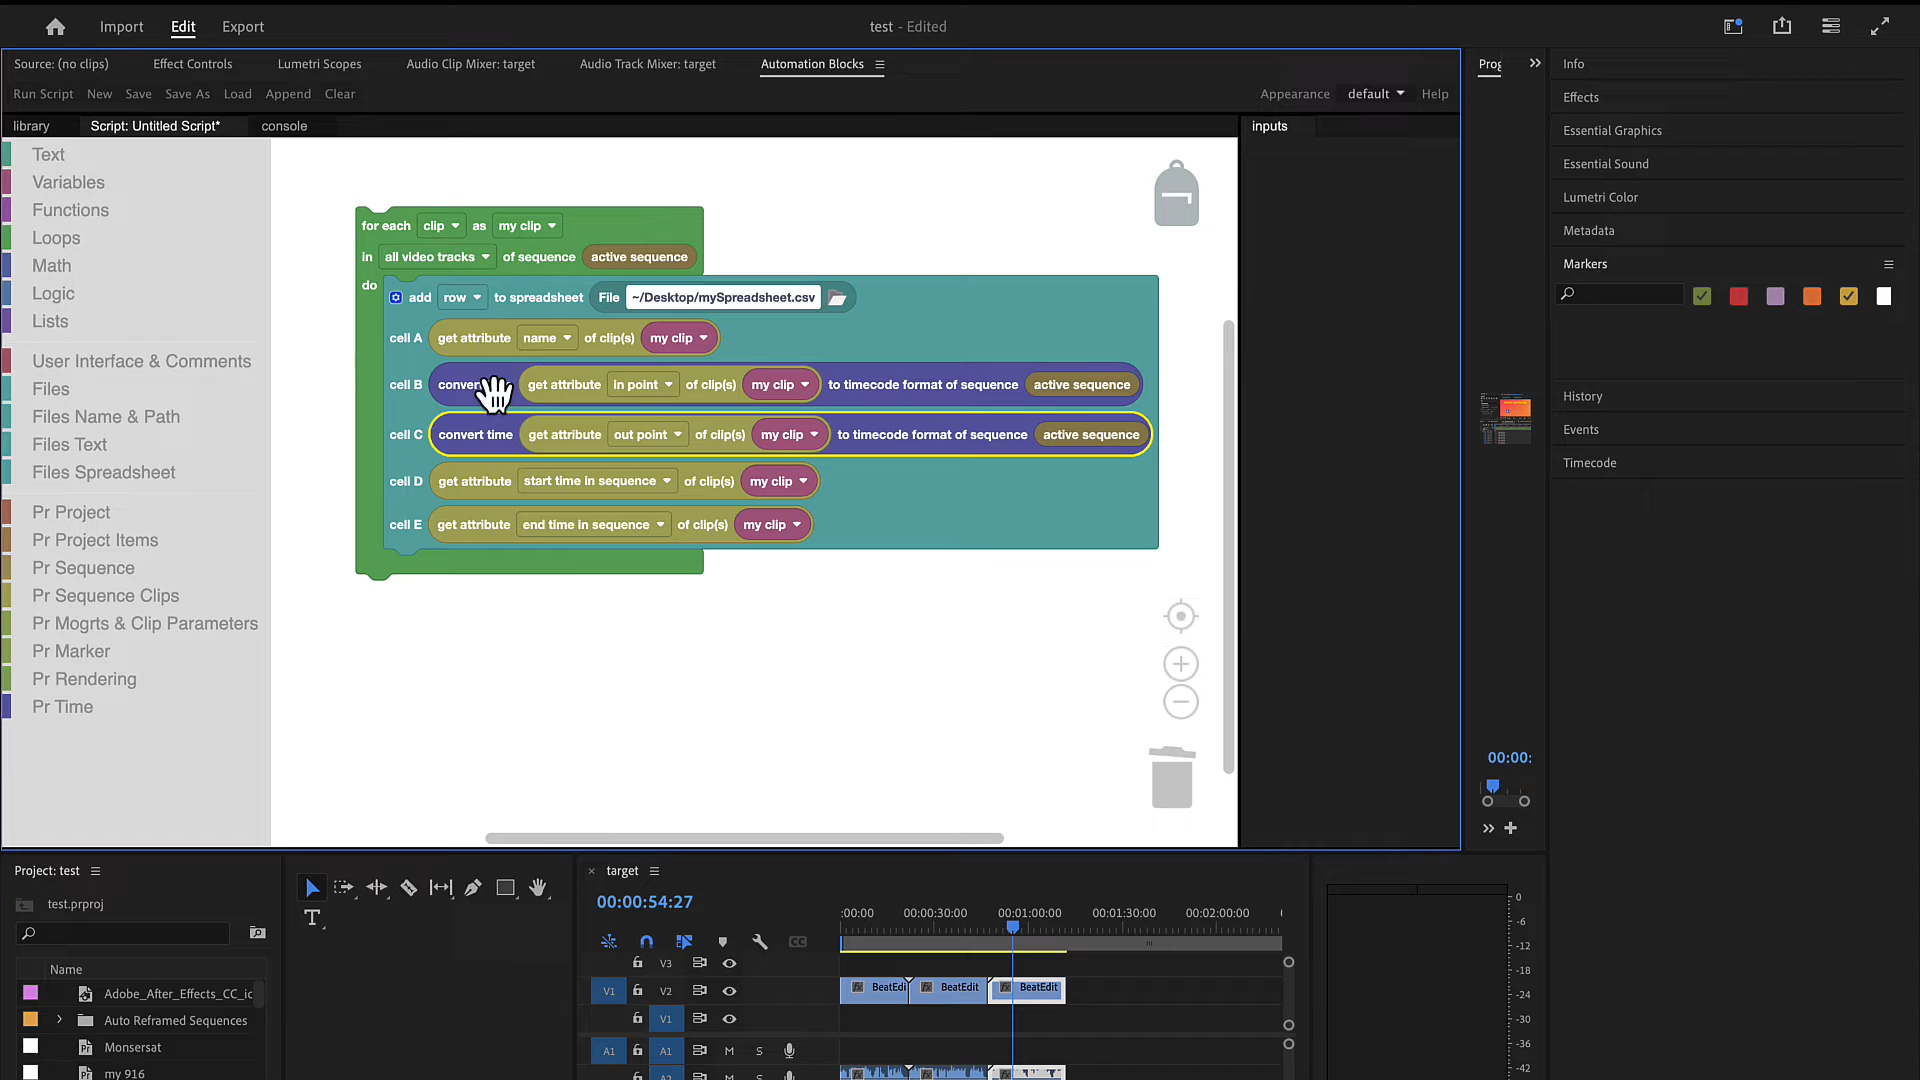 Import Edit Export test - Edited
Source: (no clips) Effect Controls Lumetri Scopes Audio Clip Mixer: target Audio Track Mixer: target Automation Blocks
Run Script New Save Save As Load Append Clear Appearance default Help
library Script: Untitled Script* console inputs
Text
Variables
Functions
Loops
Math
Logic
Lists
User Interface & Comments
Files
Files Name & Path
Files Text
Files Spreadsheet
Pr Project
Pr Project Items
Pr Sequence
Pr Sequence Clips
Pr Mogrts & Clip Parameters
Pr Marker
Pr Rendering
Pr Time
for each clip as my clip
in all video tracks of sequence active sequence
do
add row to spreadsheet File ~/Desktop/mySpreadsheet.csv
cell A get attribute name of clip(s) my clip
cell B get attribute in point of clip(s) my clip to timecode format of sequence active sequence
cell C convert time get attribute out point of clip(s) my clip to timecode format of sequence active sequence
cell D get attribute start time in sequence of clip(s) my clip
cell E get attribute end time in sequence of clip(s) my clip
Info
Effects
Essential Graphics
Essential Sound
Lumetri Color
Metadata
Markers
History
Events
Timecode
00:00:
Project: test
test.prproj
Name
Adobe_After_Effects_CC_ic
Auto Reframed Sequences
Monsersat
my 916
T
× target
00:00:54:27
:00:00 00:00:30:00 00:01:00:00 00:01:30:00 00:02:00:00
CC
V3
V1 V2 fx BeatEdi fx BeatEdit fx BeatEdit
V1
A1 A1 M S
0
-6
-12
-18
-24
-30
-36
-42